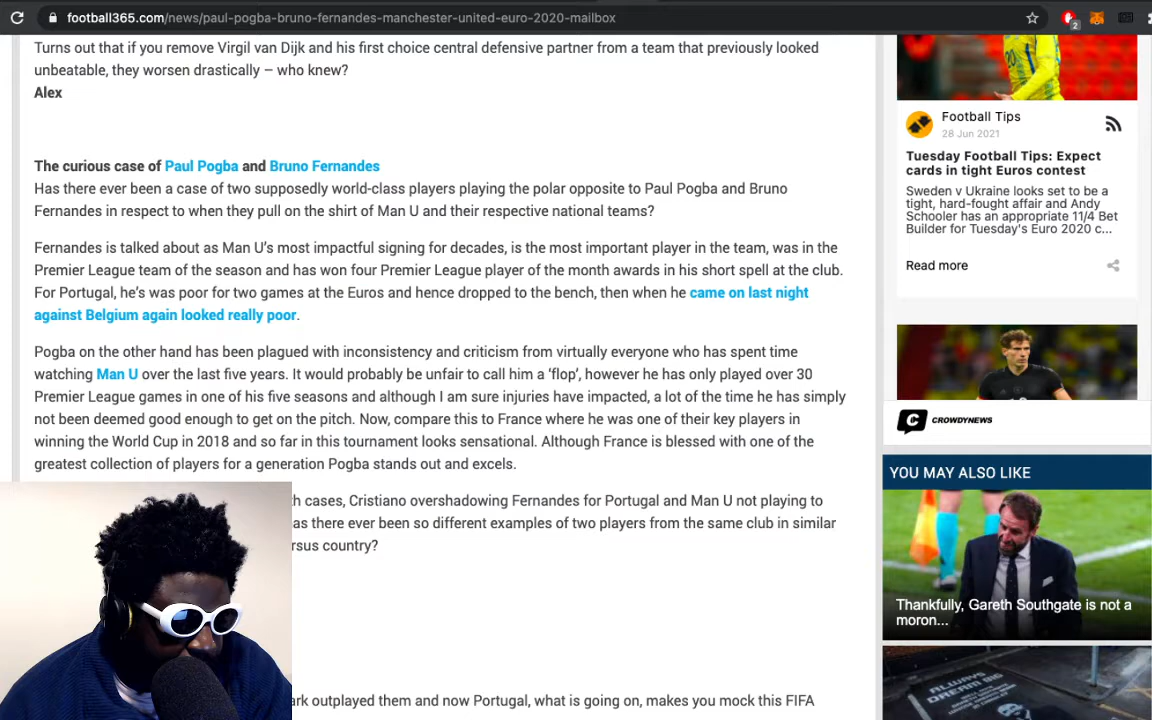 football365.com/news/paul-pogba-bruno-fernandes-manchester-united-euro-2020-mailbox
2
Turns out that if you remove Virgil van Dijk and his first choice central defensive partner from a team that previously looked
unbeatable, they worsen drastically – who knew?
Alex
The curious case of Paul Pogba and Bruno Fernandes
Has there ever been a case of two supposedly world-class players playing the polar opposite to Paul Pogba and Bruno
Fernandes in respect to when they pull on the shirt of Man U and their respective national teams?
Fernandes is talked about as Man U's most impactful signing for decades, is the most important player in the team, was in the
Premier League team of the season and has won four Premier League player of the month awards in his short spell at the club.
For Portugal, he's was poor for two games at the Euros and hence dropped to the bench, then when he came on last night
against Belgium again looked really poor.
Pogba on the other hand has been plagued with inconsistency and criticism from virtually everyone who has spent time
watching Man U over the last five years. It would probably be unfair to call him a ‘flop’, however he has only played over 30
Premier League games in one of his five seasons and although I am sure injuries have impacted, a lot of the time he has simply
not been deemed good enough to get on the pitch. Now, compare this to France where he was one of their key players in
winning the World Cup in 2018 and so far in this tournament looks sensational. Although France is blessed with one of the
greatest collection of players for a generation Pogba stands out and excels.
th cases, Cristiano overshadowing Fernandes for Portugal and Man U not playing to
as there ever been so different examples of two players from the same club in similar
rsus country?
ark outplayed them and now Portugal, what is going on, makes you mock this FIFA
Football Tips
28 Jun 2021
Tuesday Football Tips: Expect
cards in tight Euros contest
Sweden v Ukraine looks set to be a
tight, hard-fought affair and Andy
Schooler has an appropriate 11/4 Bet
Builder for Tuesday's Euro 2020 c...
Read more
CROWDYNEWS
YOU MAY ALSO LIKE
Thankfully, Gareth Southgate is not a
moron...
ALWAYS
DREAM BIG